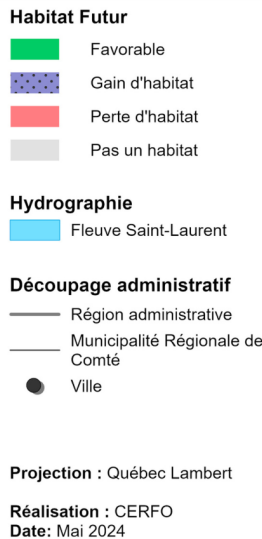 Habitat Futur
Favorable
Gain d'habitat
Perte d'habitat
Pas un habitat
Hydrographie
Fleuve Saint-Laurent
Découpage administratif
Région administrative
Municipalité Régionale de
Comté
Ville
Projection : Québec Lambert
Réalisation : CERFO
Date: Mai 2024